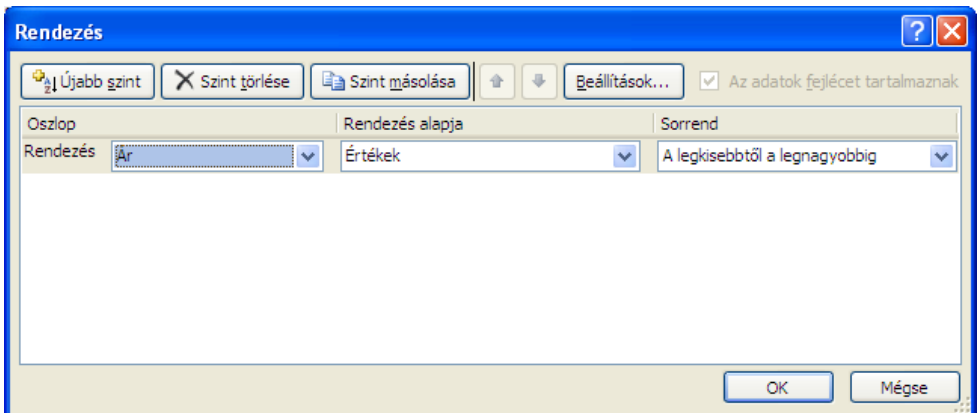 Rendezés
Újabb szint Szint törlése Szint másolása Beállítások... Az adatok fejlécet tartalmaznak
Oszlop Rendezés alapja Sorrend
Rendezés Ár Értékek A legkisebbtől a legnagyobbig
OK Mégse